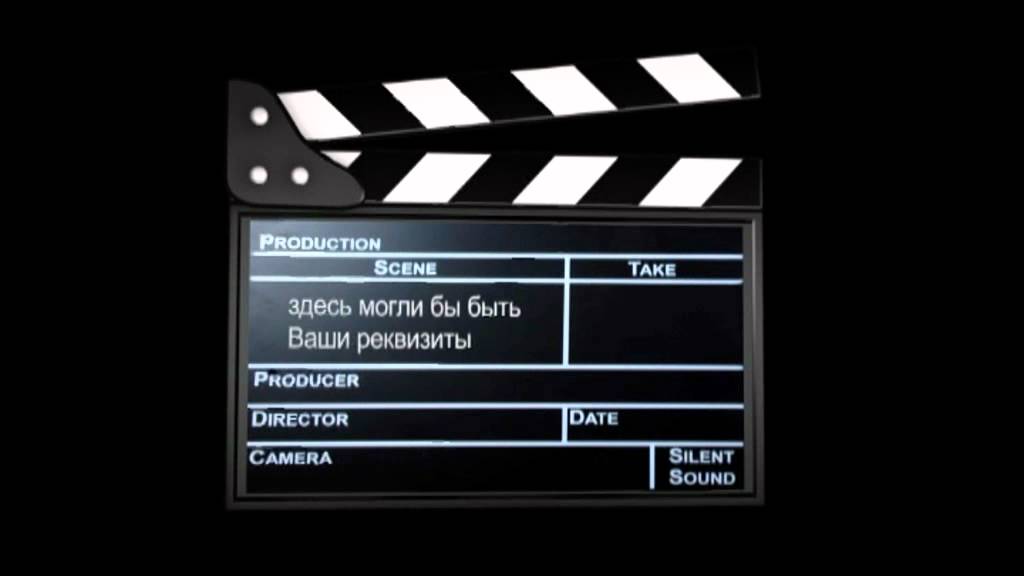 PRODUCTION
SCENE TAKE
здесь могли бы быть
Ваши реквизиты
PRODUCER
DIRECTOR DATE
CAMERA SILENT
SOUND